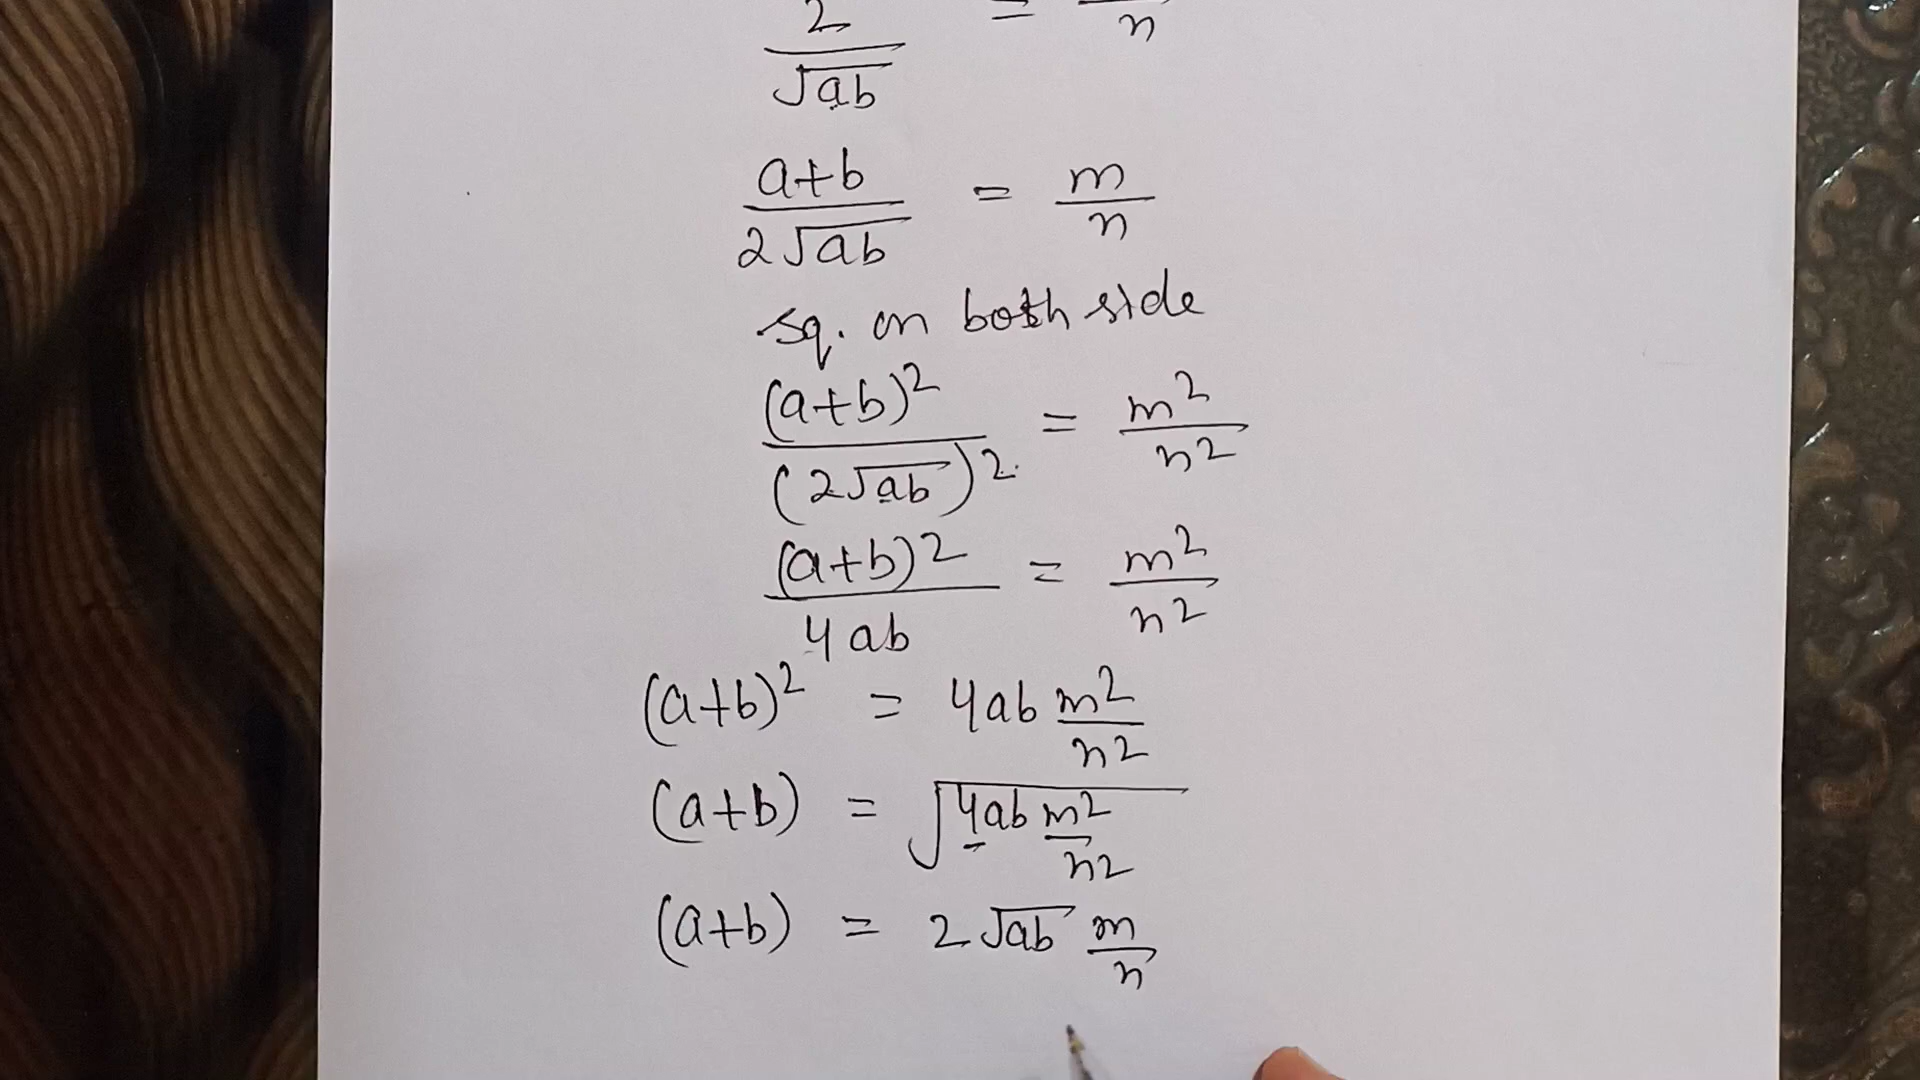 2/√ab = /n
a+b/2√ab = m/n
sq. on both side
(a+b)²/(2√ab)² = m²/n²
(a+b)²/4ab = m²/n²
(a+b)² = 4ab m²/n²
(a+b) = √4ab m²/n²
(a+b) = 2√ab m/n